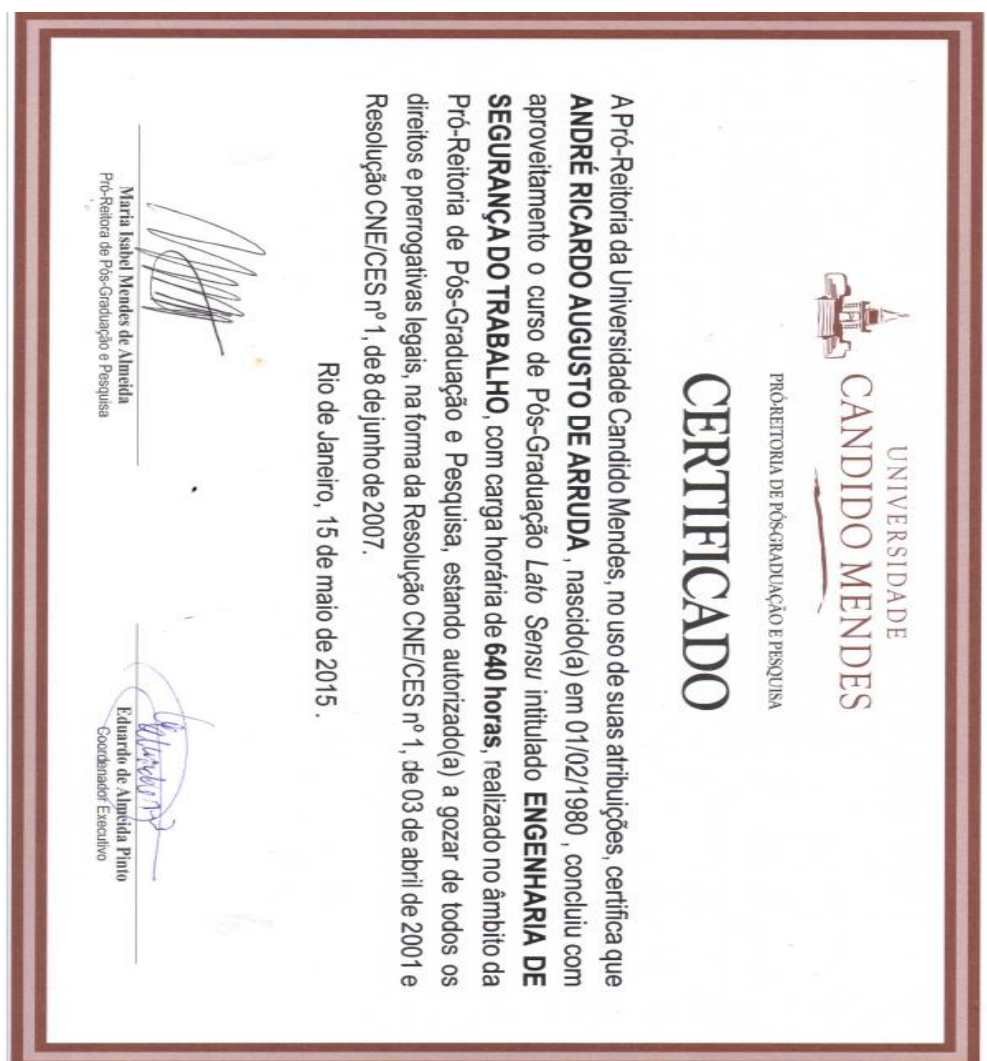 UNIVERSIDADE
CANDIDO MENDES
PRÓ-REITORIA DE PÓS-GRADUAÇÃO E PESQUISA
CERTIFICADO
A Pró-Reitoria da Universidade Candido Mendes, no uso de suas atribuições, certifica que
ANDRÉ RICARDO AUGUSTO DE ARRUDA , nascido(a) em 01/02/1980 , concluiu com
aproveitamento o curso de Pós-Graduação Lato Sensu intitulado ENGENHARIA DE
SEGURANÇA DO TRABALHO, com carga horária de 640 horas, realizado no âmbito da
Pró-Reitoria de Pós-Graduação e Pesquisa, estando autorizado(a) a gozar de todos os
direitos e prerrogativas legais, na forma da Resolução CNE/CES nº 1, de 03 de abril de 2001 e
Resolução CNE/CES nº 1, de 8 de junho de 2007.
Rio de Janeiro, 15 de maio de 2015 .
Maria Isabel Mendes de Almeida
Pró-Reitora de Pós-Graduação e Pesquisa
Eduardo de Almeida Pinto
Coordenador Executivo